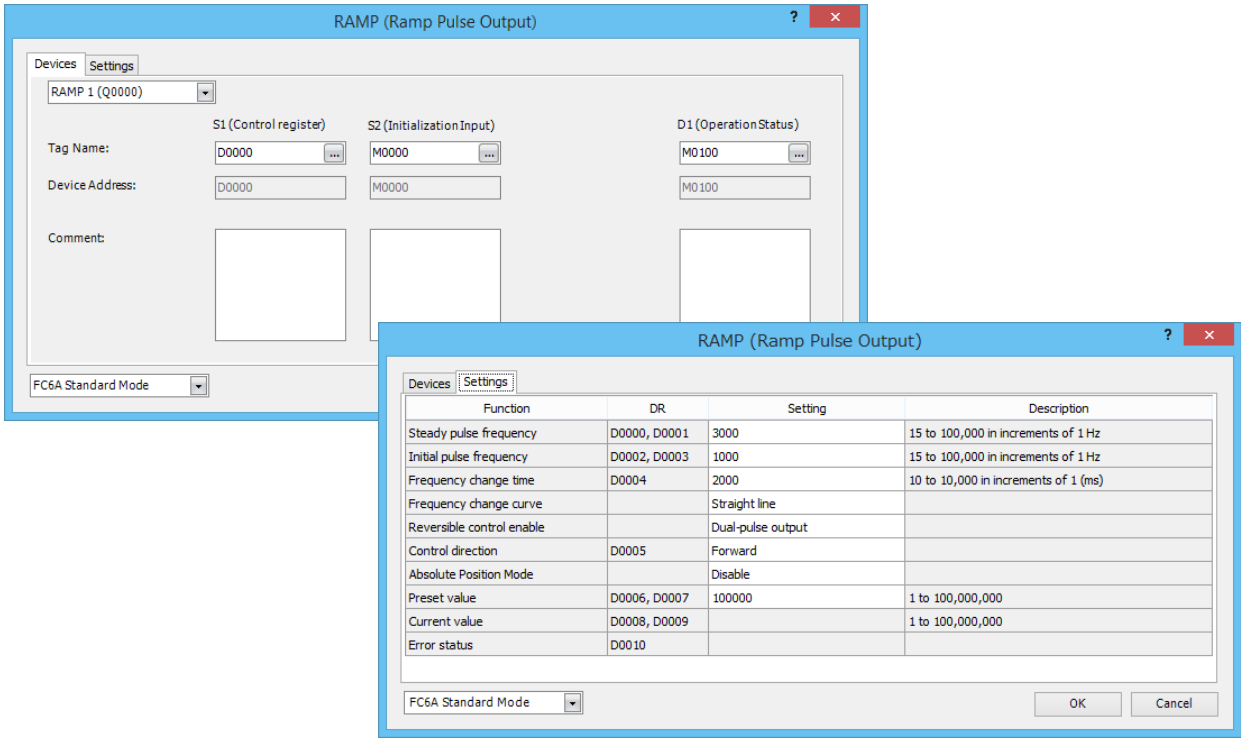 RAMP (Ramp Pulse Output)
?
Devices Settings
RAMP 1 (Q0000)
S1 (Control register) S2 (Initialization Input) D1 (Operation Status)
Tag Name: D0000 ... M0000 ... M0100 ...
Device Address: D0000 M0000 M0100
Comment:
FC6A Standard Mode
RAMP (Ramp Pulse Output)
?
Devices Settings
Function DR Setting Description
Steady pulse frequency D0000, D0001 3000 15 to 100,000 in increments of 1 Hz
Initial pulse frequency D0002, D0003 1000 15 to 100,000 in increments of 1 Hz
Frequency change time D0004 2000 10 to 10,000 in increments of 1 (ms)
Frequency change curve Straight line
Reversible control enable Dual-pulse output
Control direction D0005 Forward
Absolute Position Mode Disable
Preset value D0006, D0007 100000 1 to 100,000,000
Current value D0008, D0009 1 to 100,000,000
Error status D0010
FC6A Standard Mode OK Cancel